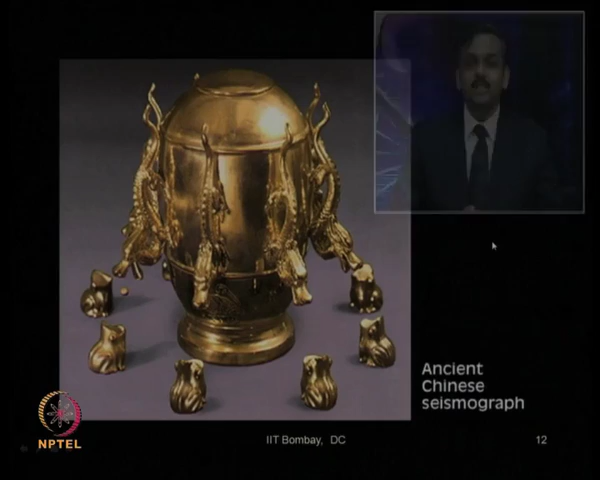 Ancient
Chinese
seismograph
NPTEL
IIT Bombay, DC
12